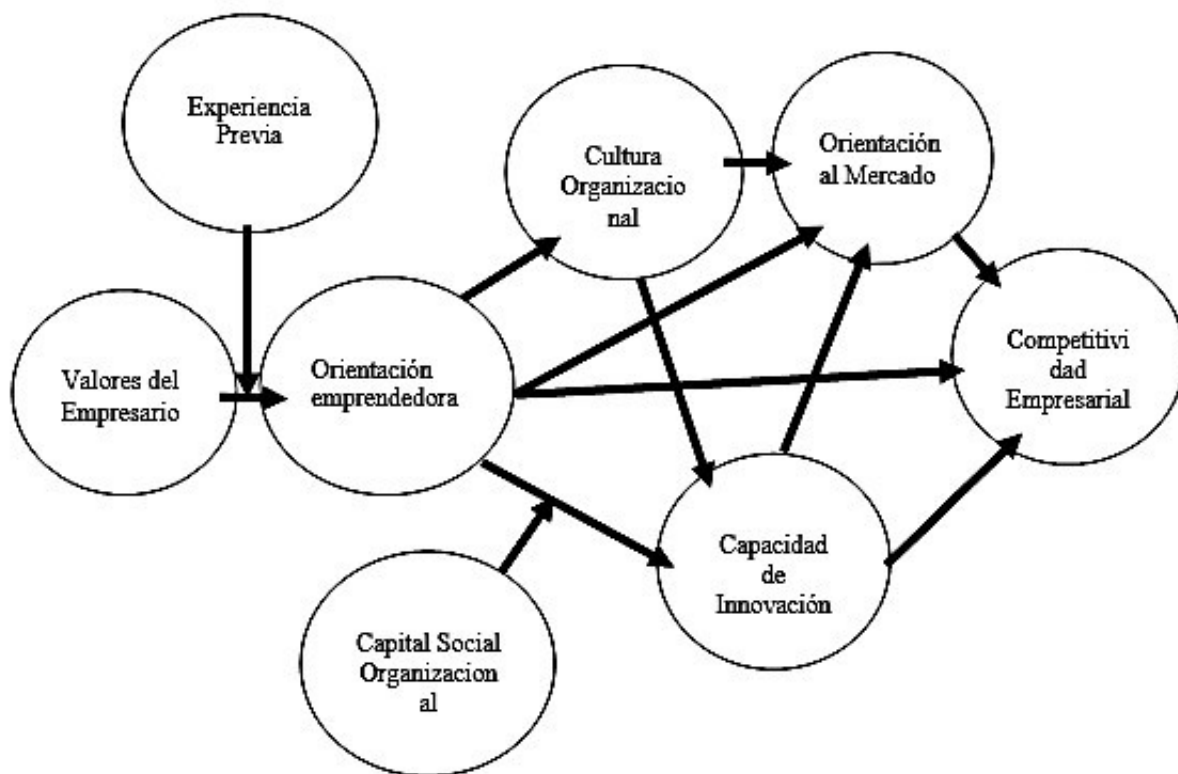 Experiencia
Previa
Cultura
Organizacio
nal
Orientación
al Mercado
Valores del
Empresario
Orientación
emprendedora
Competitivi
dad
Empresarial
Capacidad
de
Innovación
Capital Social
Organizacion
al